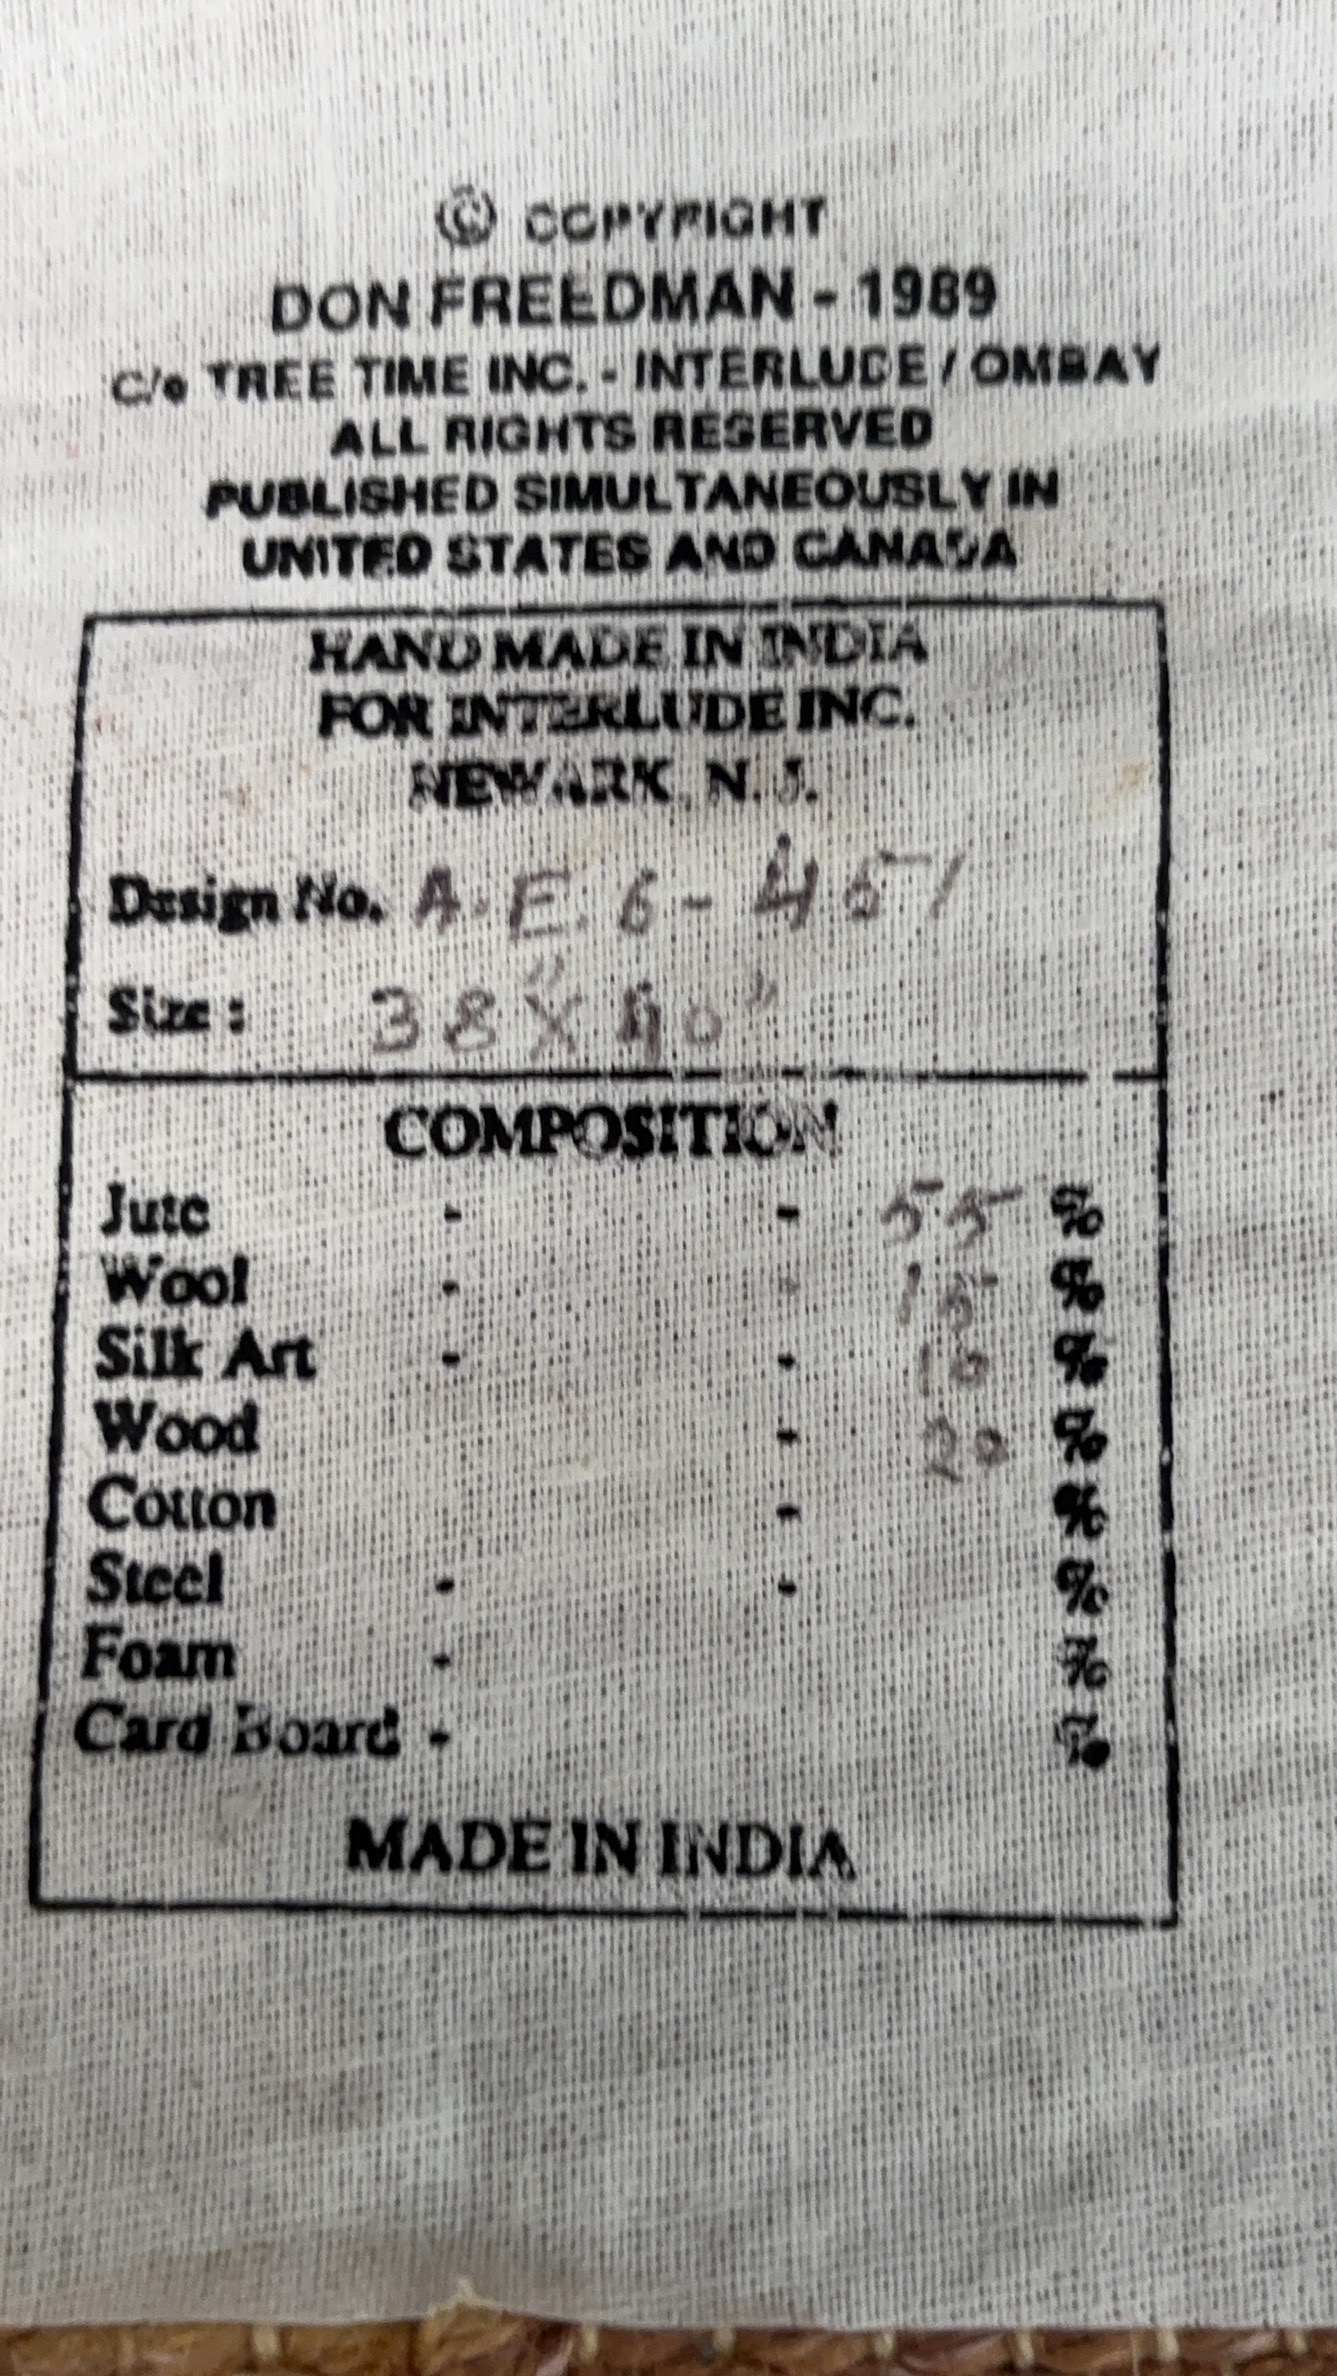 © COPYRIGHT
DON FREEDMAN - 1989
C/o TREE TIME INC. - INTERLUDE / OMBAY
ALL RIGHTS RESERVED
PUBLISHED SIMULTANEOUSLY IN
UNITED STATES AND CANADA
HAND MADE IN INDIA
FOR INTERLUDE INC.
NEWARK, N. J.
Design No. A.E.6-451
Size: 38"X40"
COMPOSITION
Jute - - 55 %
Wool - - 15 %
Silk Art - - 10 %
Wood - 20 %
Cotton - %
Steel - - %
Foam - %
Card Board - %
MADE IN INDIA